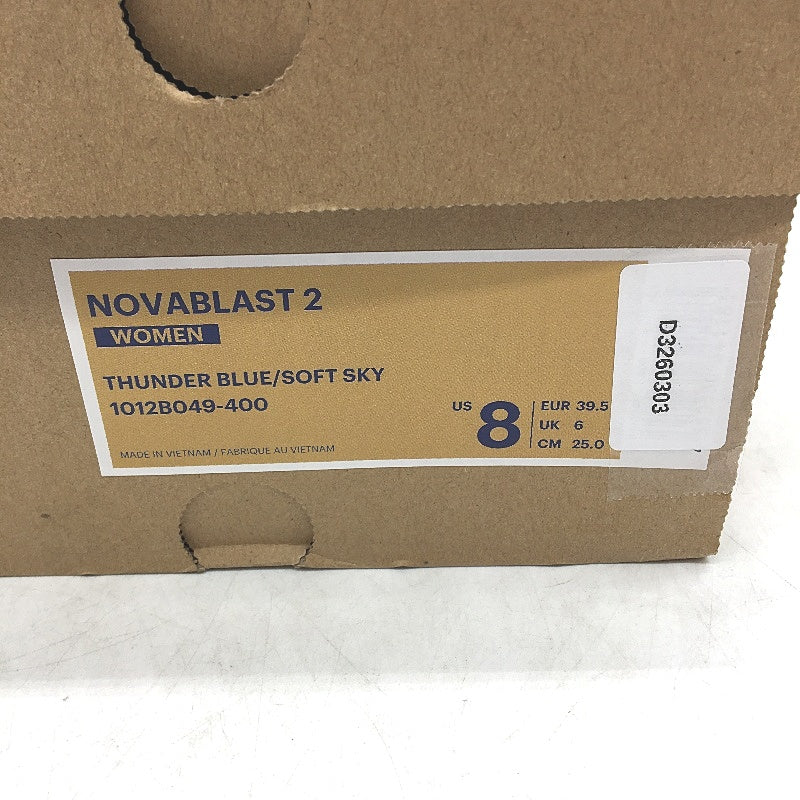 NOVABLAST 2
WOMEN
THUNDER BLUE/SOFT SKY
1012B049-400
US 8
EUR 39.5
UK 6
CM 25.0
MADE IN VIETNAM / FABRIQUE AU VIETNAM
D3260303